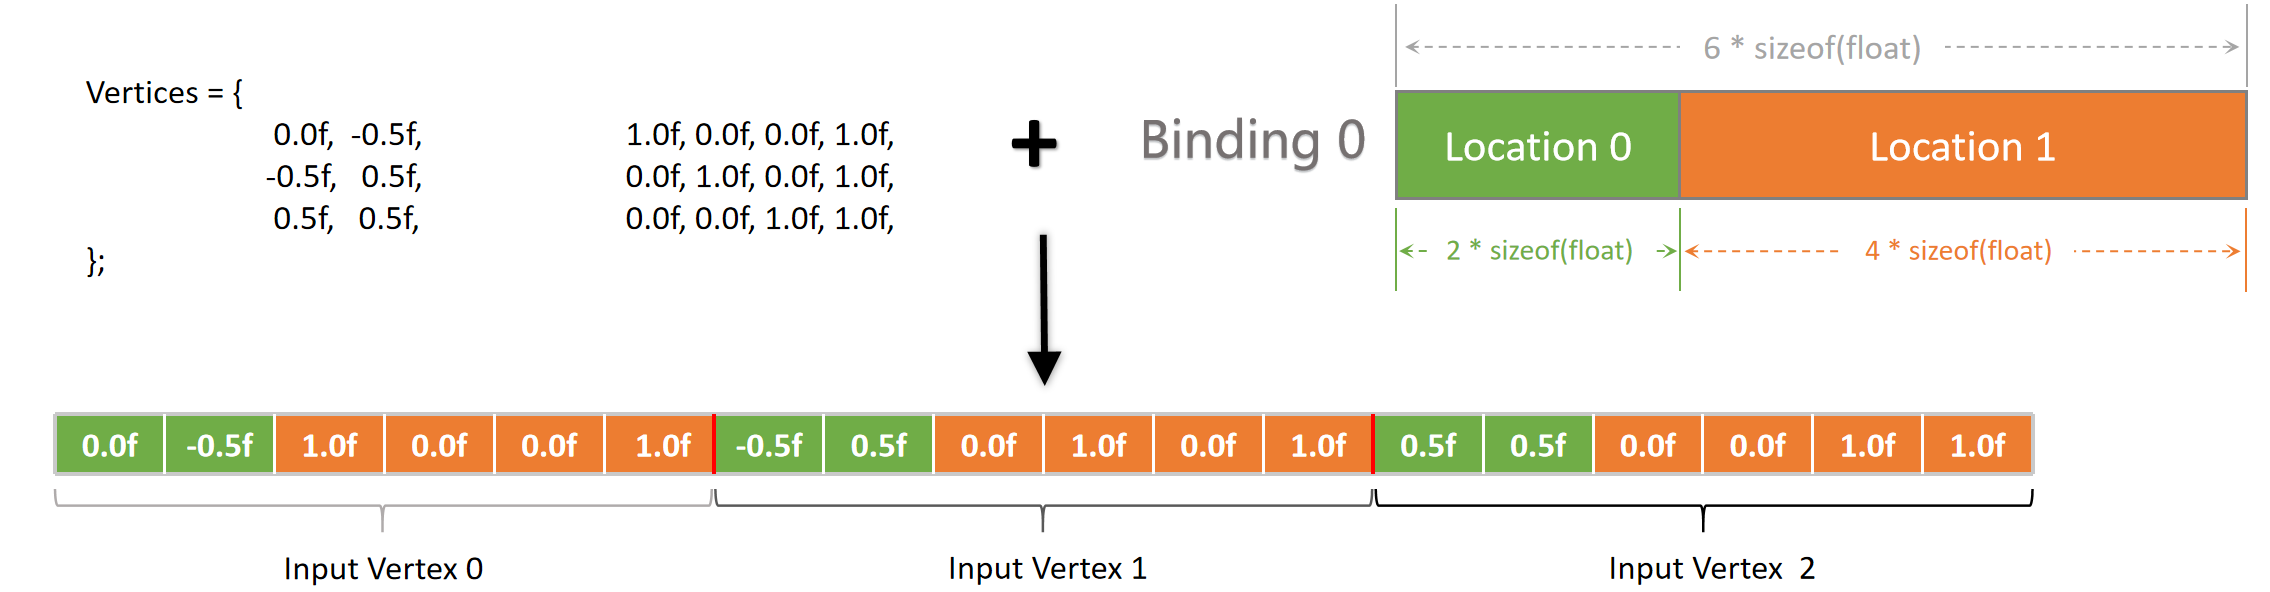 Vertices = {
0.0f, -0.5f, 1.0f, 0.0f, 0.0f, 1.0f,
-0.5f, 0.5f, 0.0f, 1.0f, 0.0f, 1.0f,
0.5f, 0.5f, 0.0f, 0.0f, 1.0f, 1.0f,
};
+
Binding 0
6 * sizeof(float)
Location 0 Location 1
2 * sizeof(float) 4 * sizeof(float)
0.0f -0.5f 1.0f 0.0f 0.0f 1.0f -0.5f 0.5f 0.0f 1.0f 0.0f 1.0f 0.5f 0.5f 0.0f 0.0f 1.0f 1.0f
Input Vertex 0 Input Vertex 1 Input Vertex 2